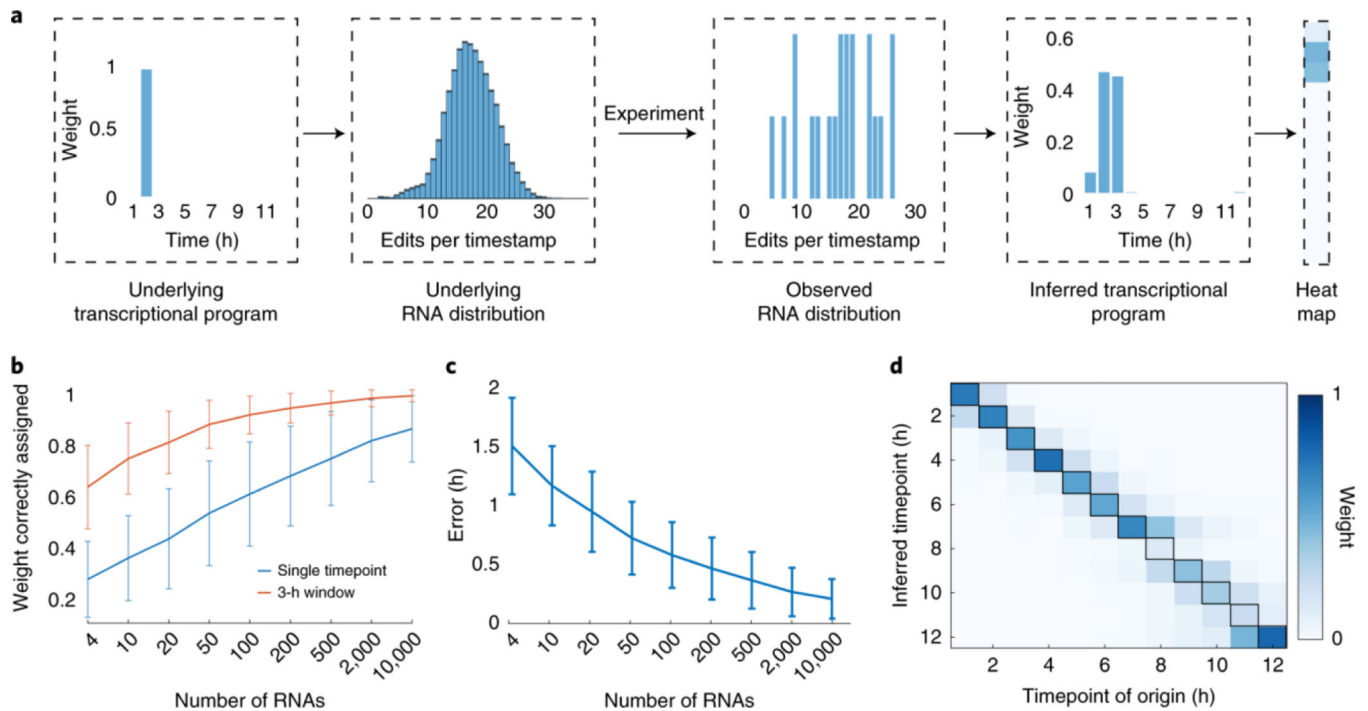 a
Weight
1
0.5
0
1 3 5 7 9 11
Time (h)
Underlying
transcriptional program
0 10 20 30
Edits per timestamp
Underlying
RNA distribution
Experiment
0 10 20 30
Edits per timestamp
Observed
RNA distribution
Weight
0.6
0.4
0.2
0
1 3 5 7 9 11
Time (h)
Inferred transcriptional
program
Heat
map
b
Weight correctly assigned
1
0.8
0.6
0.4
0.2
Single timepoint
3-h window
4 10 20 50 100 200 500 2,000 10,000
Number of RNAs
c
Error (h)
2
1.5
1
0.5
0
4 10 20 50 100 200 500 2,000 10,000
Number of RNAs
d
Inferred timepoint (h)
2
4
6
8
10
12
2 4 6 8 10 12
Timepoint of origin (h)
1
Weight
0